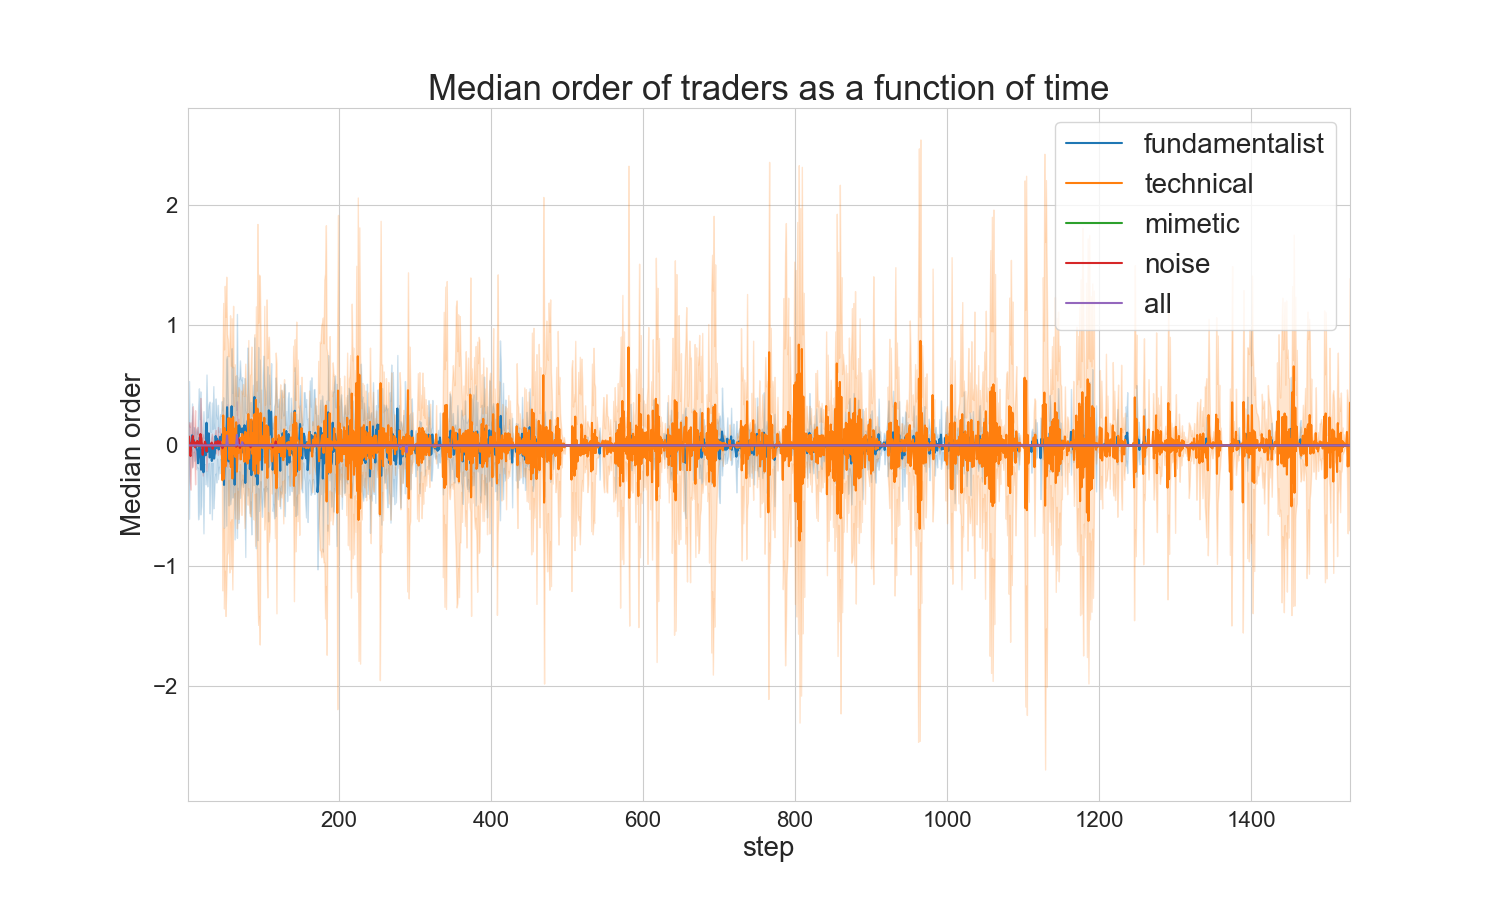 Median order of traders as a function of time
fundamentalist
technical
mimetic
noise
all
Median order
2
1
0
−1
−2
200
400
600
800
1000
1200
1400
step